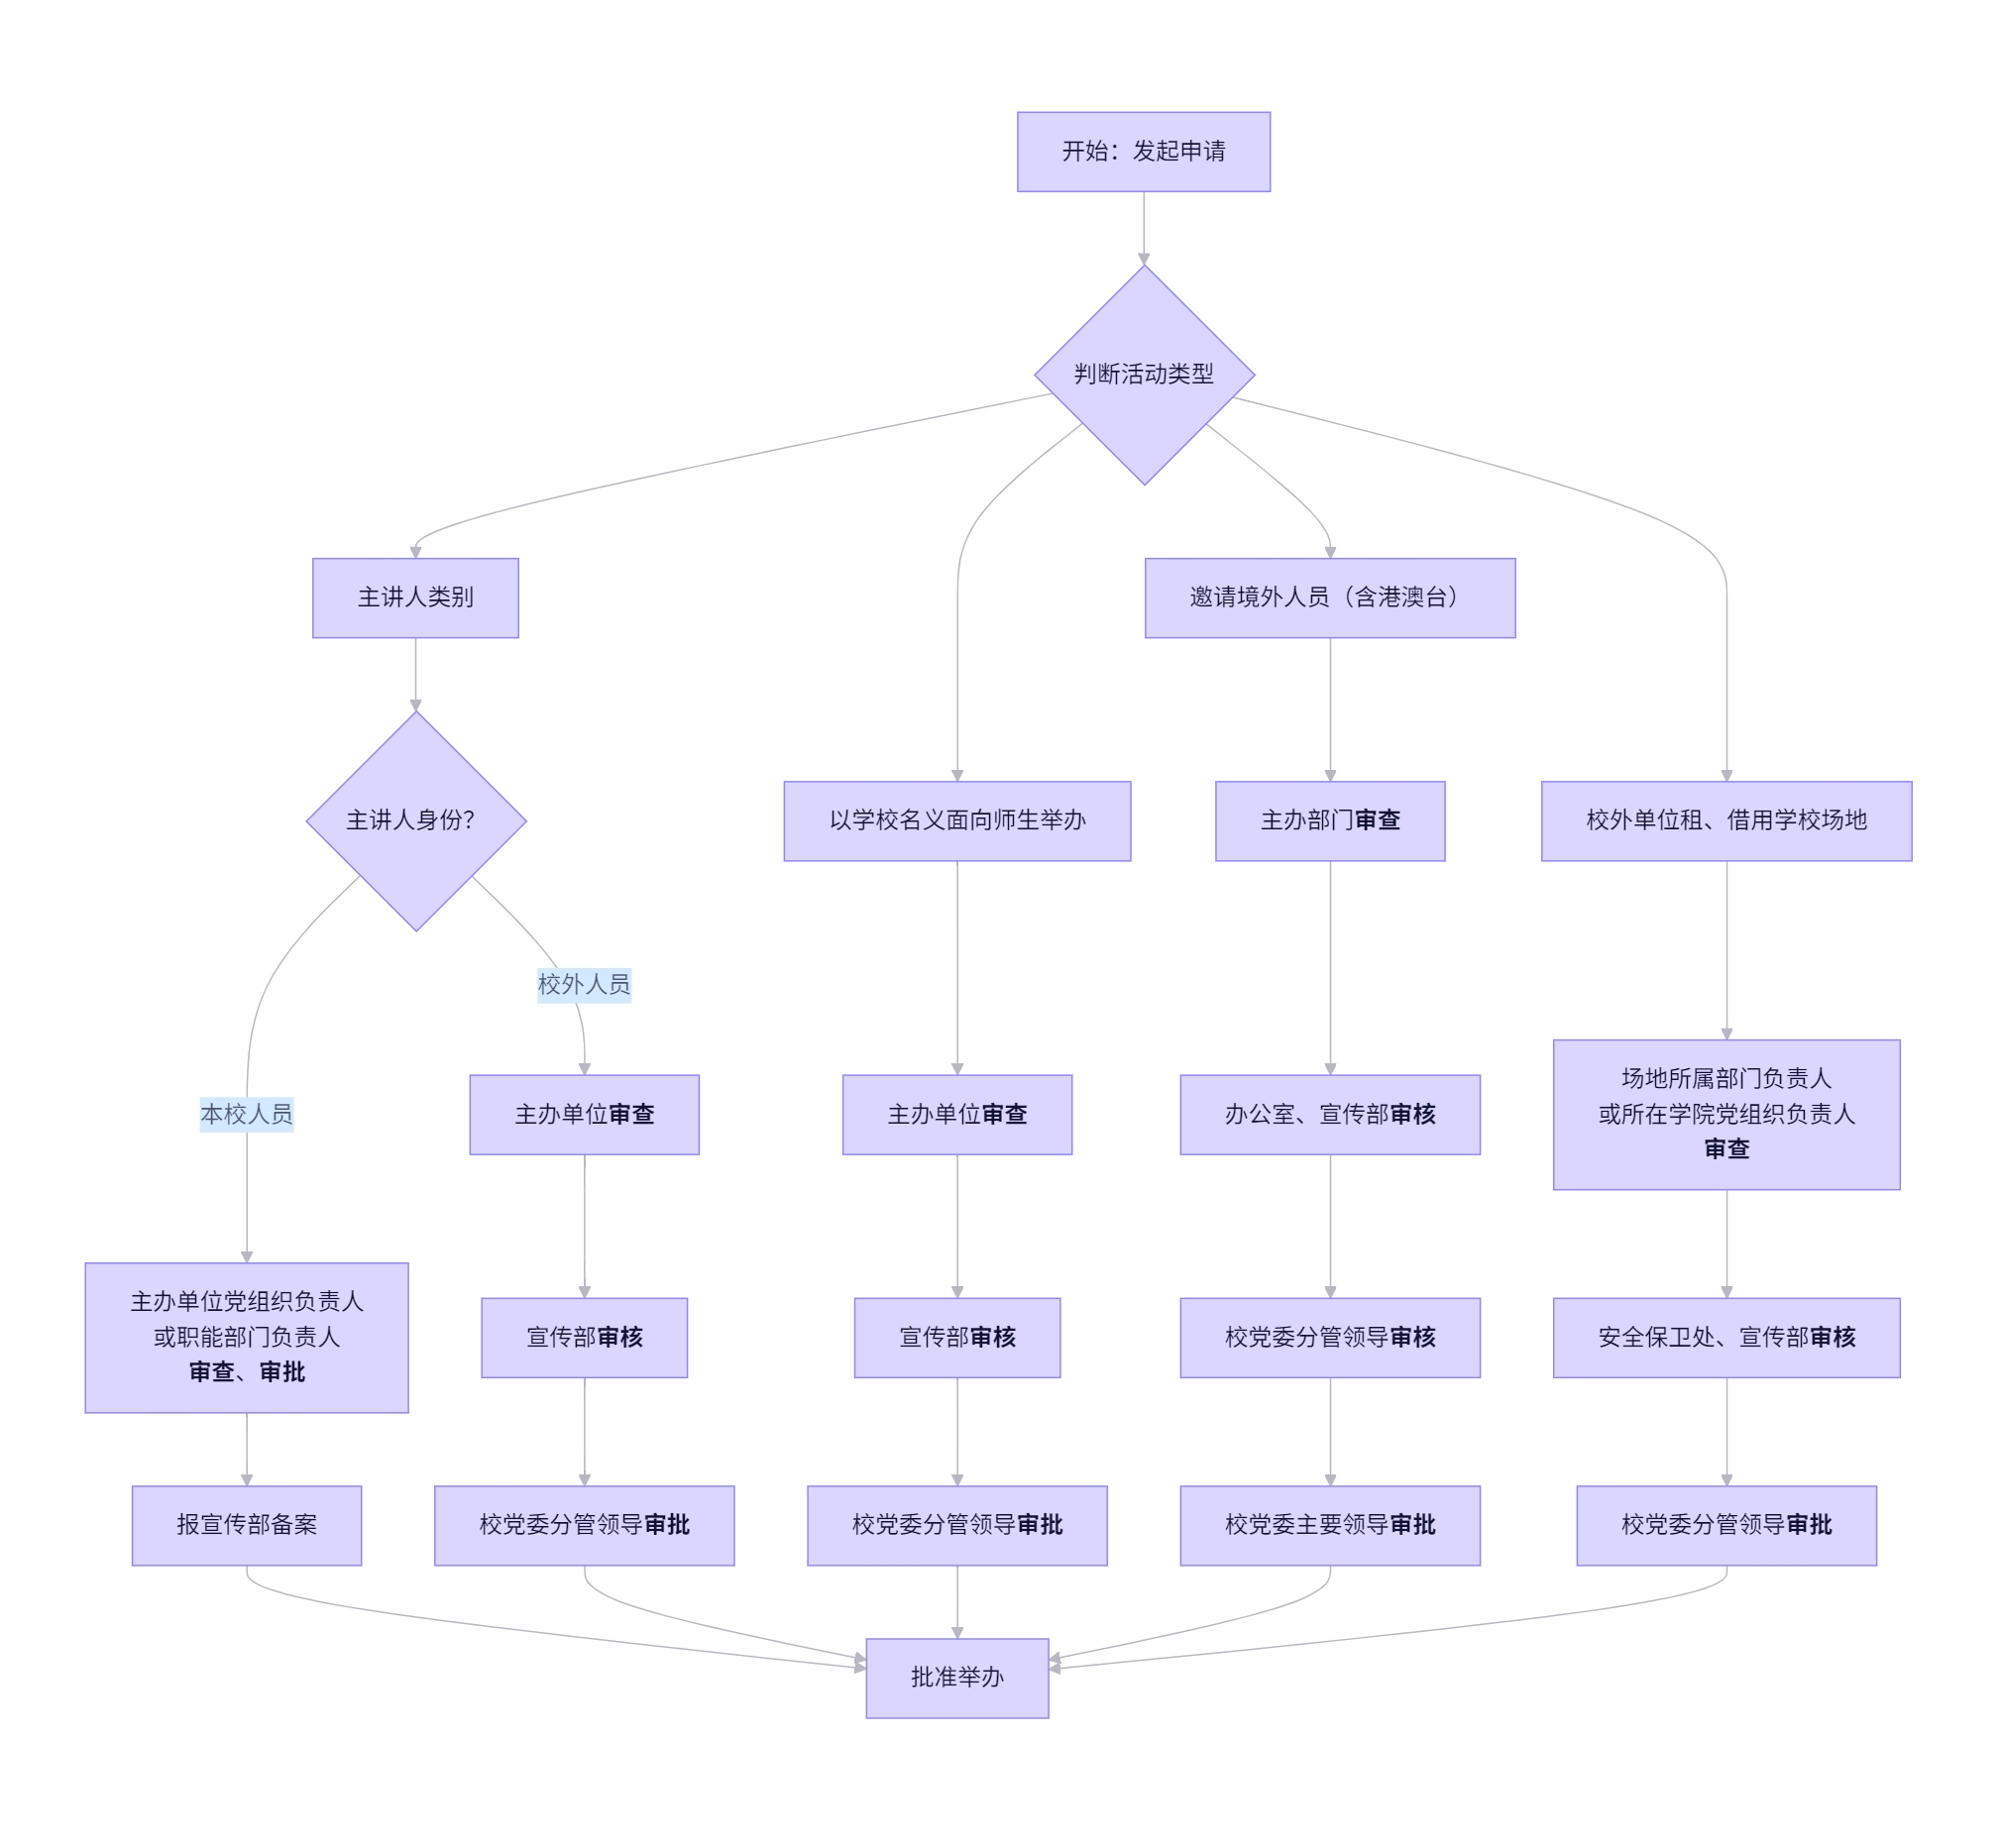 开始：发起申请
判断活动类型
主讲人类别
邀请境外人员（含港澳台）
主讲人身份？
以学校名义面向师生举办
主办部门审查
校外单位租、借用学校场地
校外人员
本校人员
主办单位审查
主办单位审查
办公室、宣传部审核
场地所属部门负责人
或所在学院党组织负责人
审查
主办单位党组织负责人
或职能部门负责人
审查、审批
宣传部审核
宣传部审核
校党委分管领导审核
安全保卫处、宣传部审核
报宣传部备案
校党委分管领导审批
校党委分管领导审批
校党委主要领导审批
校党委分管领导审批
批准举办